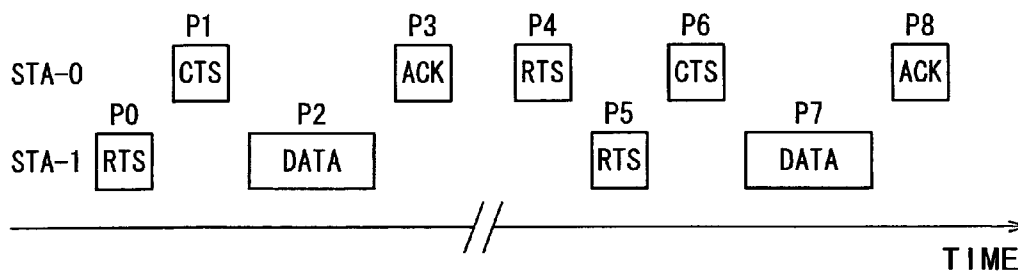 P1 P3 P4 P6 P8
STA-0 CTS ACK RTS CTS ACK
P0 P2 P5 P7
STA-1 RTS DATA RTS DATA
TIME